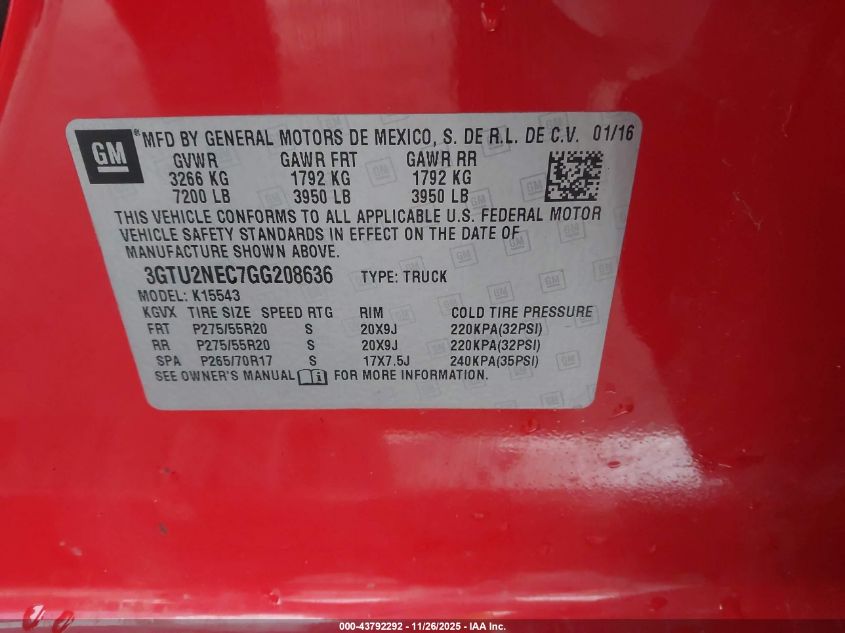 GM
® MFD BY GENERAL MOTORS DE MEXICO, S. DE R.L. DE C.V. 01/16
GVWR GAWR FRT GAWR RR
3266 KG 1792 KG 1792 KG
7200 LB 3950 LB 3950 LB
THIS VEHICLE CONFORMS TO ALL APPLICABLE U.S. FEDERAL MOTOR
VEHICLE SAFETY STANDARDS IN EFFECT ON THE DATE OF
MANUFACTURE SHOWN ABOVE.
3GTU2NEC7GG208636 TYPE: TRUCK
MODEL: K15543
KGVX TIRE SIZE SPEED RTG RIM COLD TIRE PRESSURE
FRT P275/55R20 S 20X9J 220KPA(32PSI)
RR P275/55R20 S 20X9J 220KPA(32PSI)
SPA P265/70R17 S 17X7.5J 240KPA(35PSI)
SEE OWNER'S MANUAL FOR MORE INFORMATION.
000-43792292 - 11/26/2025 - IAA Inc.